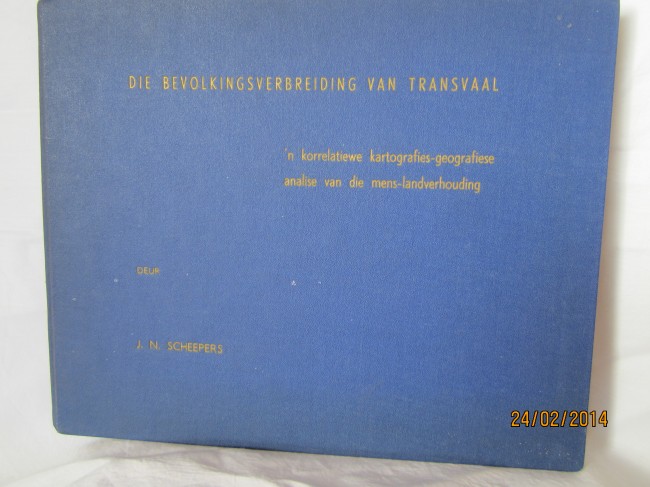 DIE BEVOLKINGSVERBREIDING VAN TRANSVAAL
'n korrelatiewe kartografies-geografiese
analise van die mens-landverhouding
DEUR
J. N. SCHEEPERS
24/02/2014